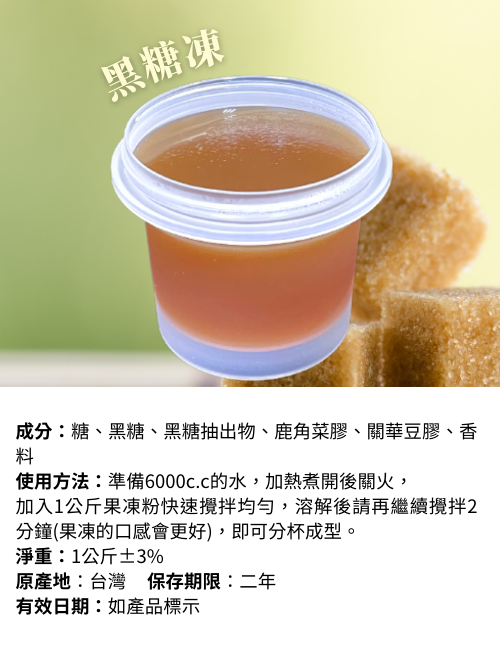 黑糖凍
成分：糖、黑糖、黑糖抽出物、鹿角菜膠、關華豆膠、香
料
使用方法：準備6000c.c的水，加熱煮開後關火，
加入1公斤果凍粉快速攪拌均勻，溶解後請再繼續攪拌2
分鐘(果凍的口感會更好)，即可分杯成型。
淨重：1公斤±3%
原產地：台灣　保存期限：二年
有效日期：如產品標示